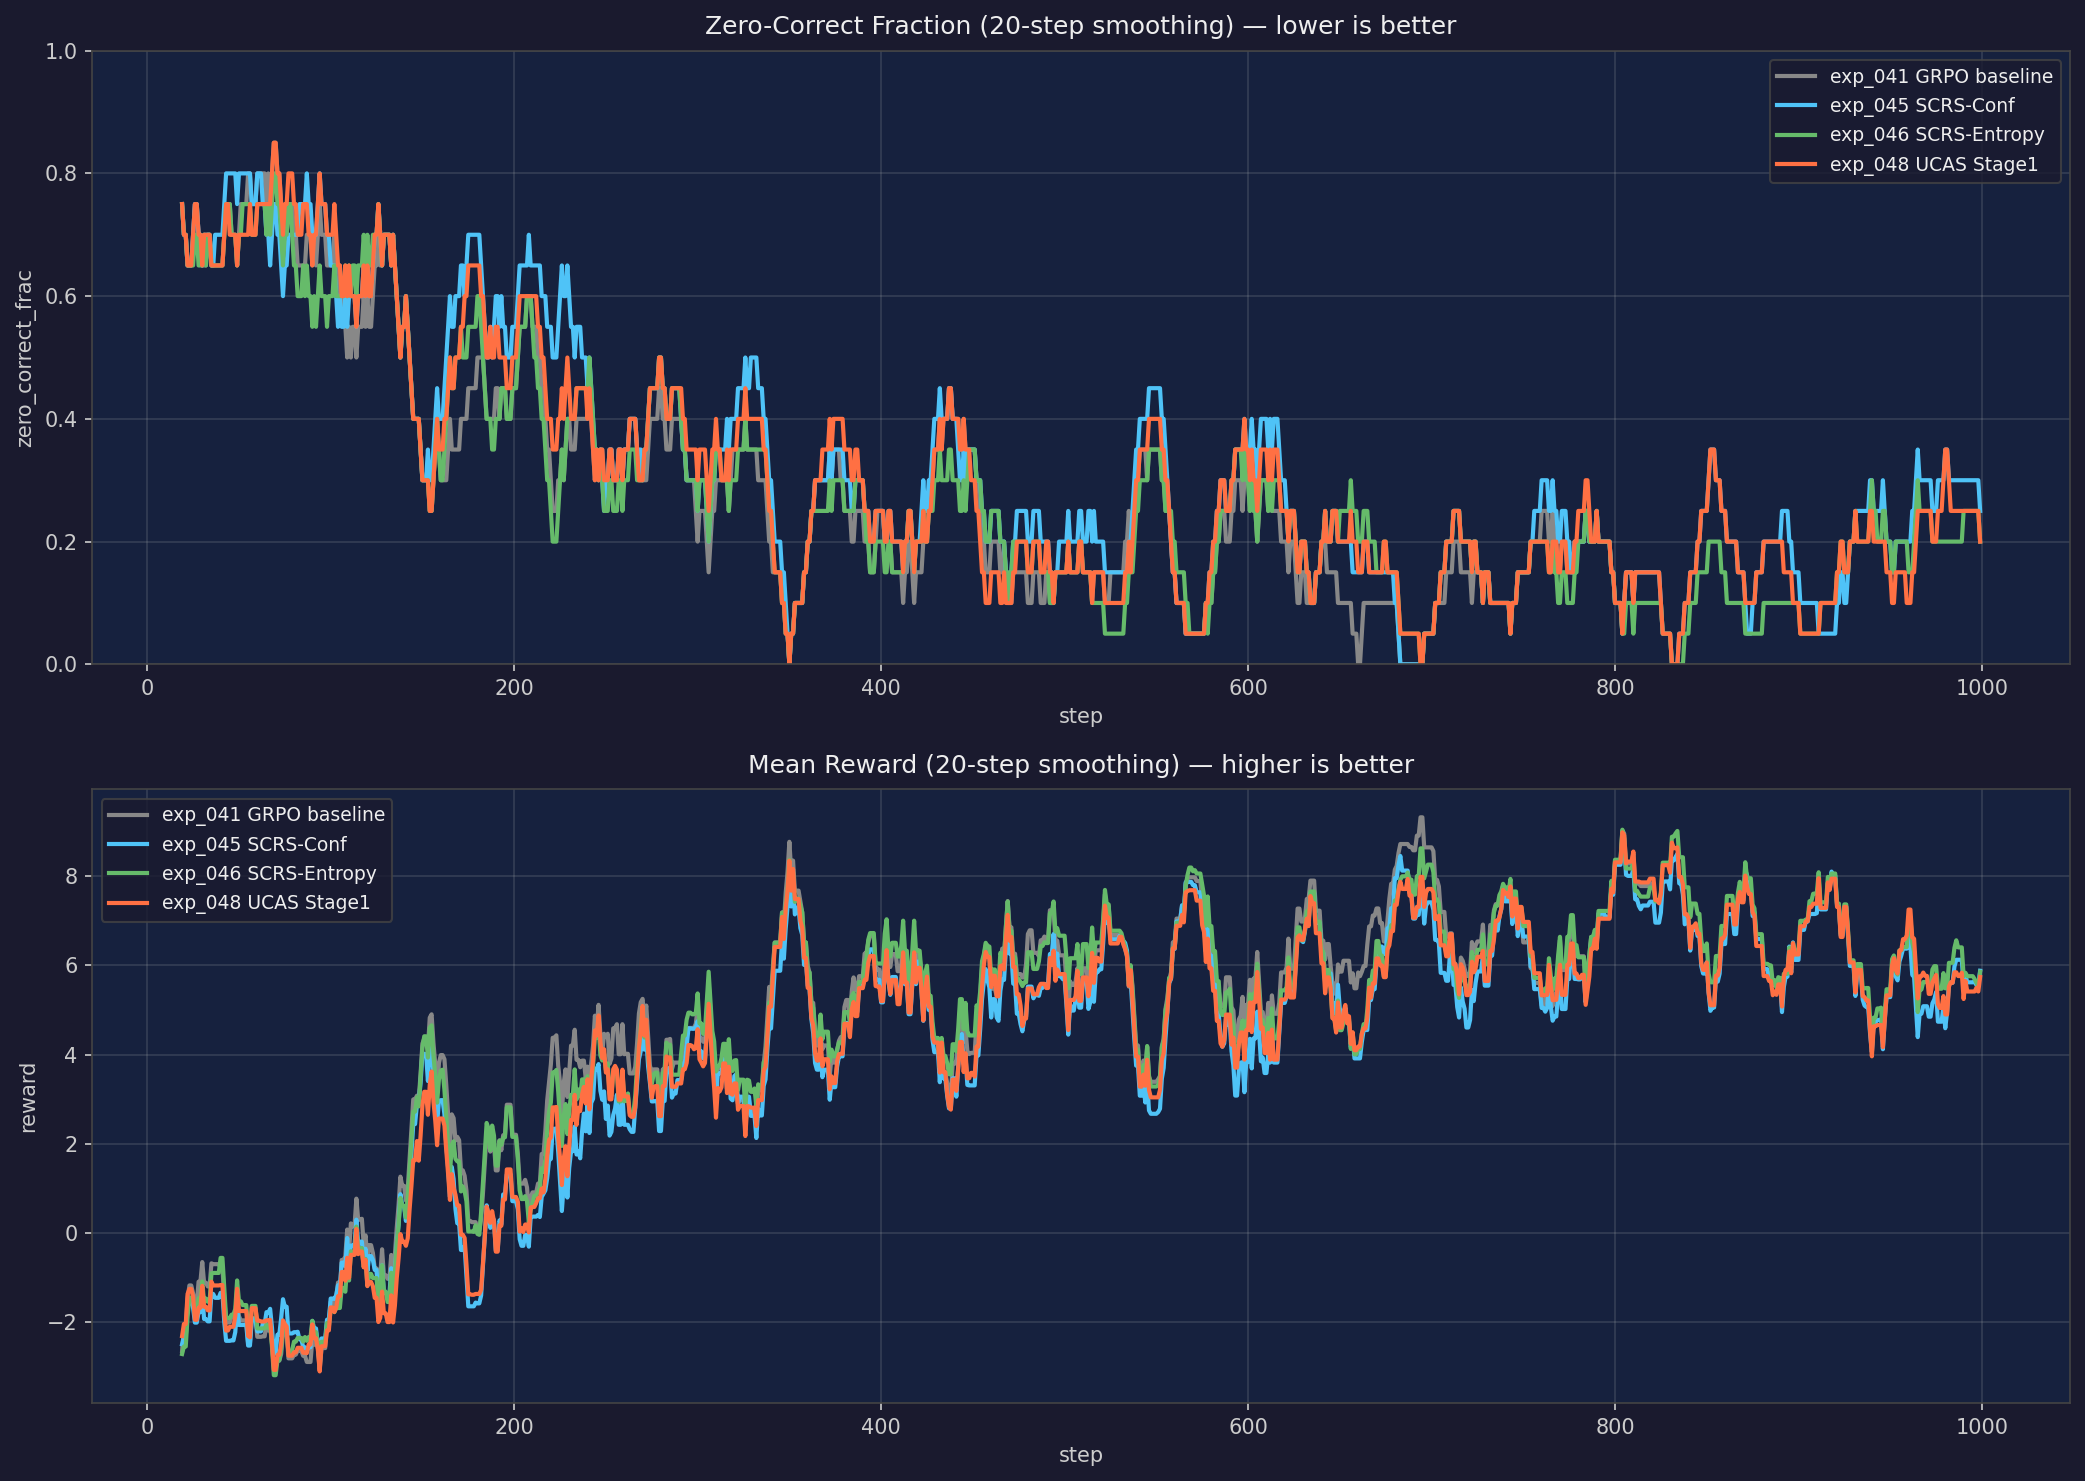 Zero-Correct Fraction (20-step smoothing) — lower is better
1.0
0.8
0.6
0.4
0.2
0.0
zero_correct_frac
exp_041 GRPO baseline
exp_045 SCRS-Conf
exp_046 SCRS-Entropy
exp_048 UCAS Stage1
0 200 400 600 800 1000
step
Mean Reward (20-step smoothing) — higher is better
exp_041 GRPO baseline
exp_045 SCRS-Conf
exp_046 SCRS-Entropy
exp_048 UCAS Stage1
8
6
4
2
0
−2
reward
0 200 400 600 800 1000
step